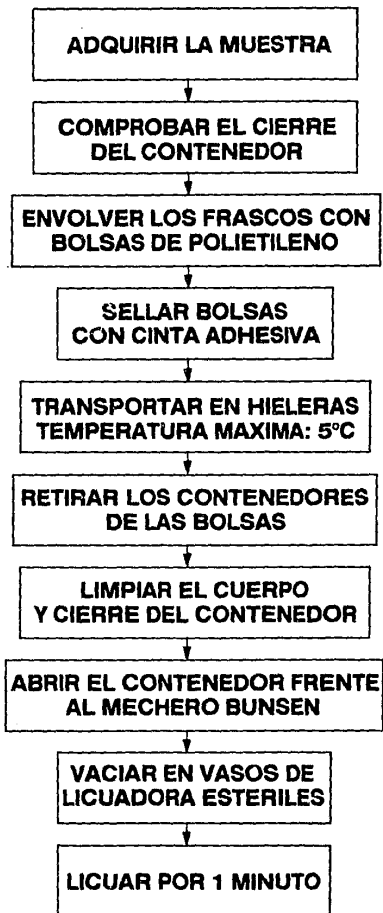 ADQUIRIR LA MUESTRA
COMPROBAR EL CIERRE
DEL CONTENEDOR
ENVOLVER LOS FRASCOS CON
BOLSAS DE POLIETILENO
SELLAR BOLSAS
CON CINTA ADHESIVA
TRANSPORTAR EN HIELERAS
TEMPERATURA MAXIMA: 5°C
RETIRAR LOS CONTENEDORES
DE LAS BOLSAS
LIMPIAR EL CUERPO
Y CIERRE DEL CONTENEDOR
ABRIR EL CONTENEDOR FRENTE
AL MECHERO BUNSEN
VACIAR EN VASOS DE
LICUADORA ESTERILES
LICUAR POR 1 MINUTO